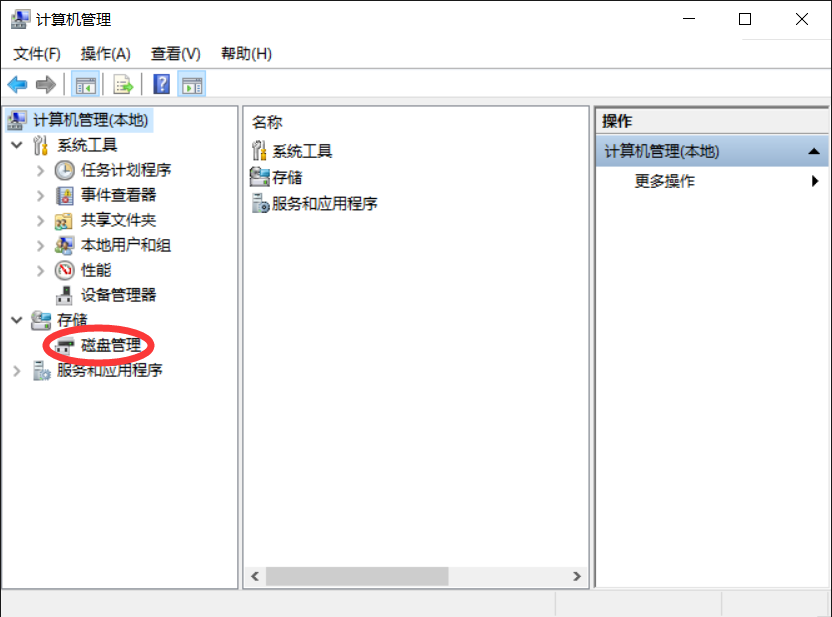 计算机管理
文件(F) 操作(A) 查看(V) 帮助(H)
计算机管理(本地)
系统工具
任务计划程序
事件查看器
共享文件夹
本地用户和组
性能
设备管理器
存储
磁盘管理
服务和应用程序
名称
系统工具
存储
服务和应用程序
操作
计算机管理(本地)
更多操作